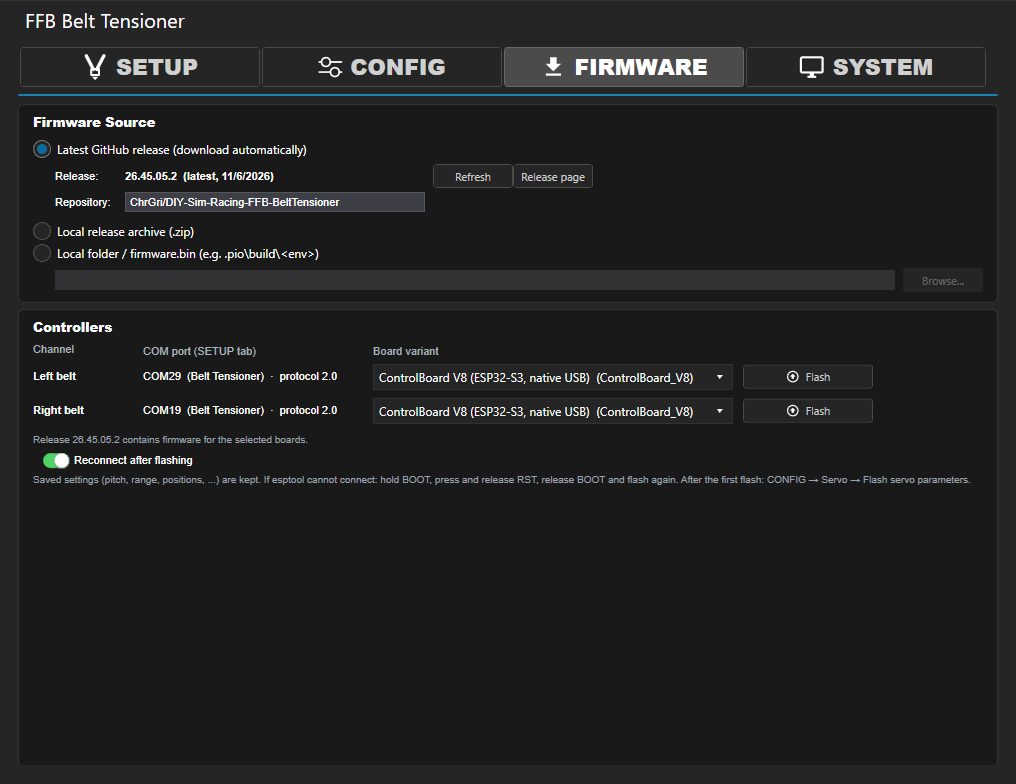 FFB Belt Tensioner
SETUP CONFIG FIRMWARE SYSTEM
Firmware Source
Latest GitHub release (download automatically)
Release: 26.45.05.2 (latest, 11/6/2026) Refresh Release page
Repository: ChrGri/DIY-Sim-Racing-FFB-BeltTensioner
Local release archive (.zip)
Local folder / firmware.bin (e.g. .pio\build\<env>)
Browse...
Controllers
Channel COM port (SETUP tab) Board variant
Left belt COM29 (Belt Tensioner) · protocol 2.0 ControlBoard V8 (ESP32-S3, native USB) (ControlBoard_V8) Flash
Right belt COM19 (Belt Tensioner) · protocol 2.0 ControlBoard V8 (ESP32-S3, native USB) (ControlBoard_V8) Flash
Release 26.45.05.2 contains firmware for the selected boards.
Reconnect after flashing
Saved settings (pitch, range, positions, ...) are kept. If esptool cannot connect: hold BOOT, press and release RST, release BOOT and flash again. After the first flash: CONFIG → Servo → Flash servo parameters.